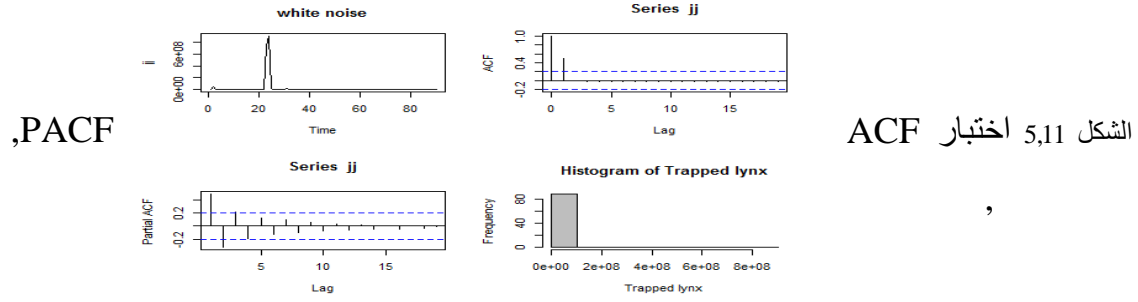 white noise
jj
0e+00 6e+08
0 20 40 60 80
Time
Series jj
ACF
-0.2 0.4 1.0
0 5 10 15
Lag
الشكل 5,11 اختبار ACF
,PACF
,
Series jj
Partial ACF
-0.2 0.2
5 10 15
Lag
Histogram of Trapped lynx
Frequency
0 40 80
0e+00 2e+08 4e+08 6e+08 8e+08
Trapped lynx